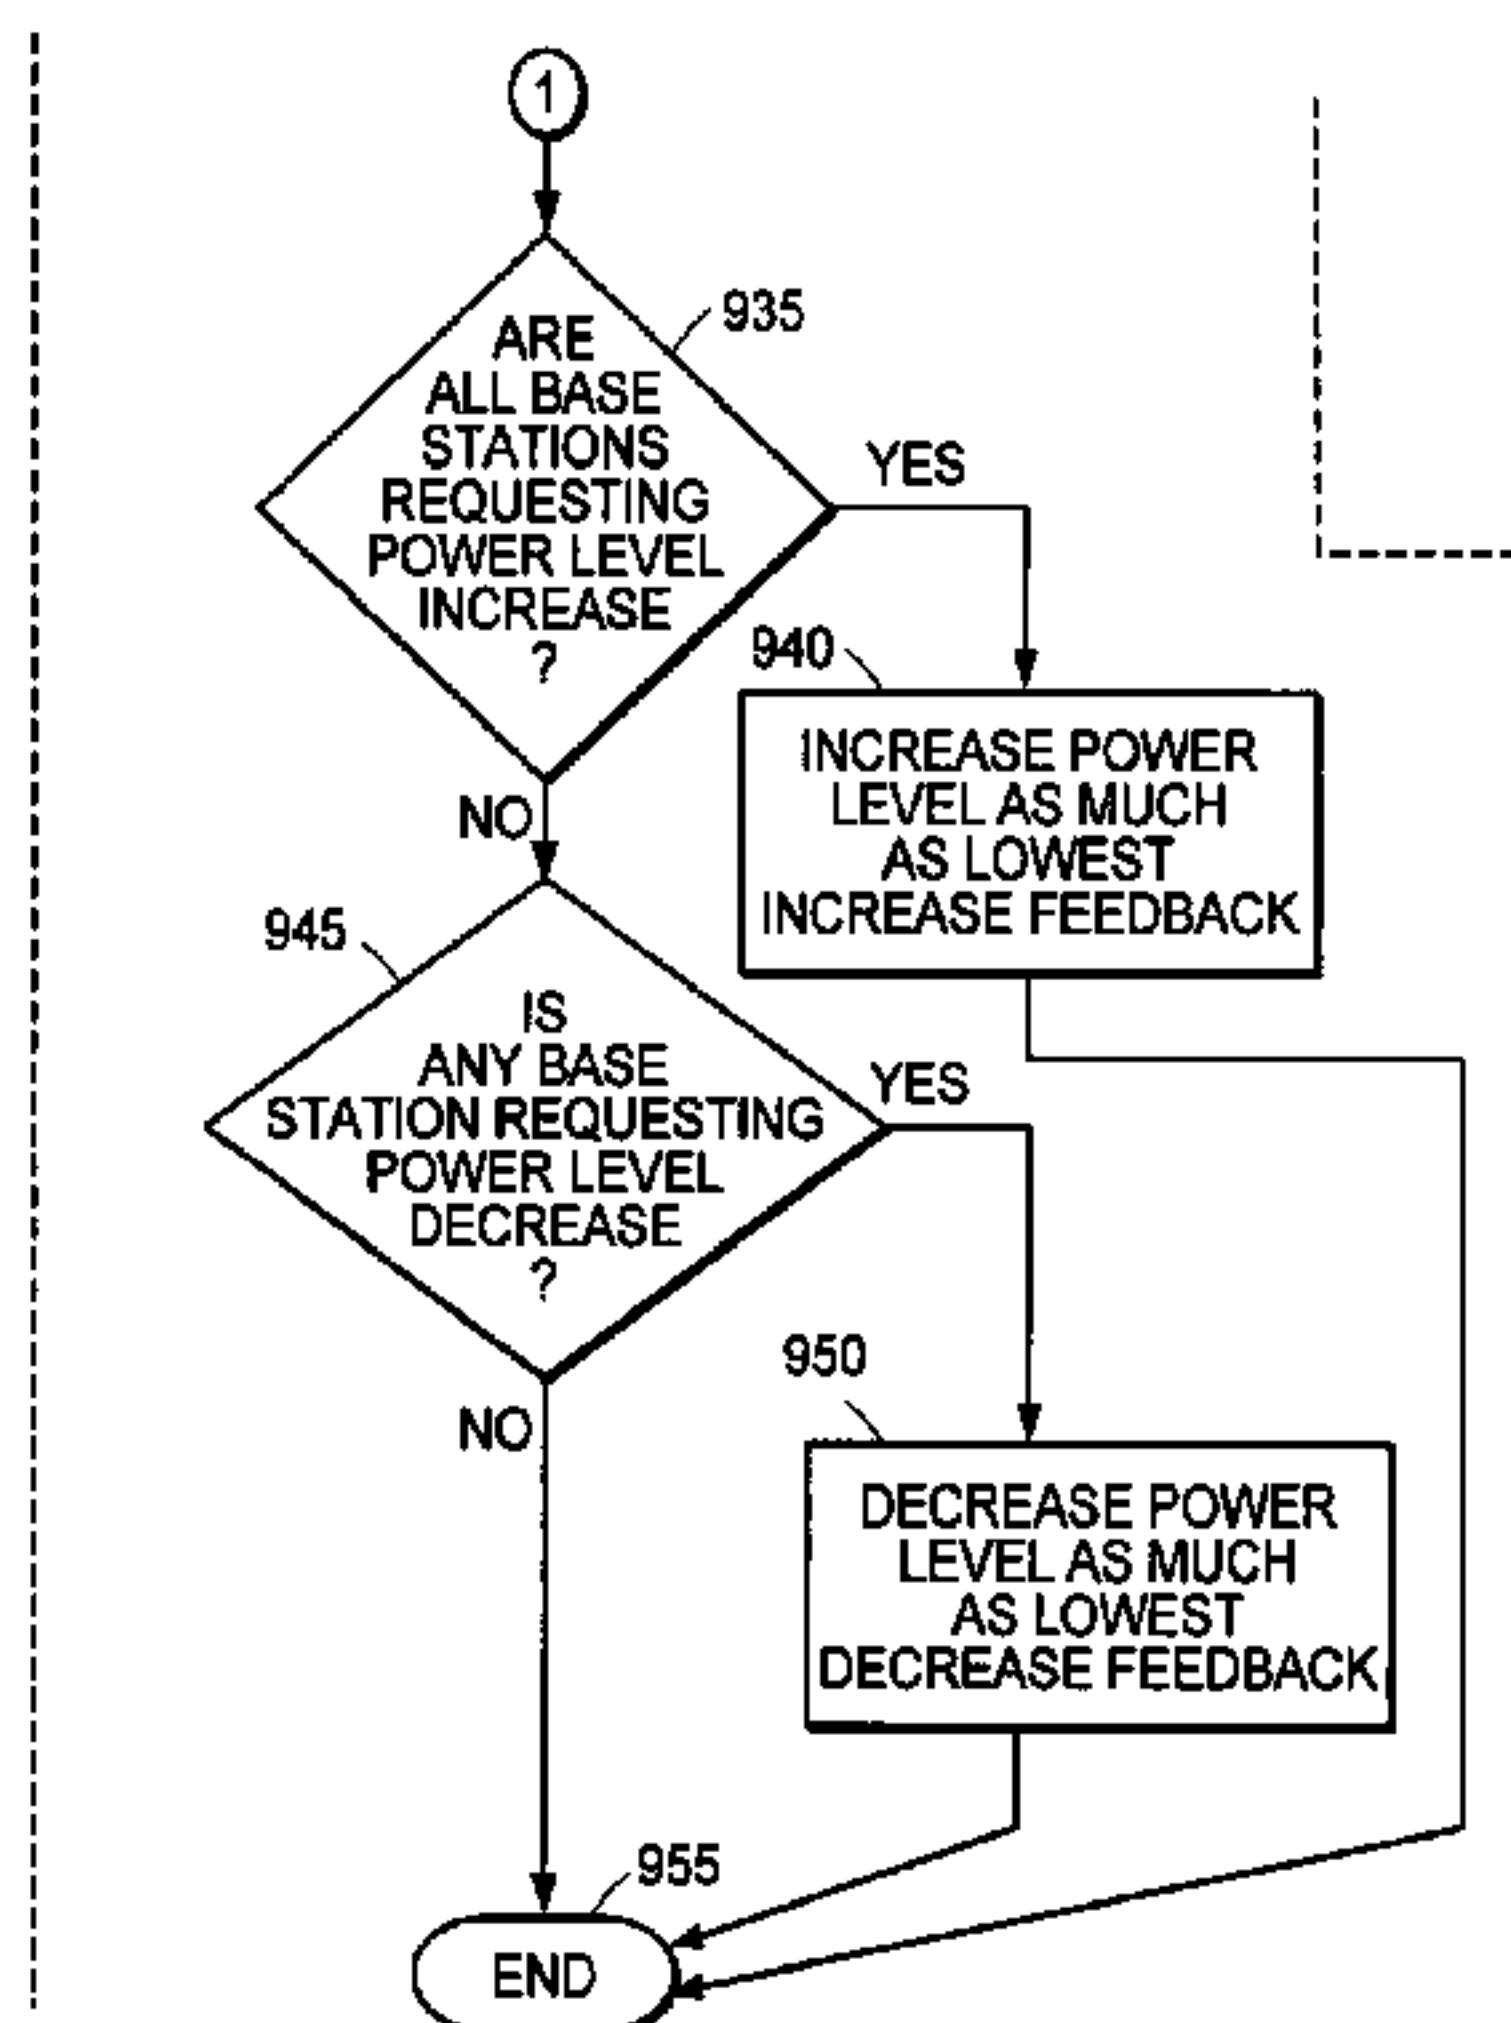 1
935
ARE
ALL BASE
STATIONS
REQUESTING
POWER LEVEL
INCREASE
?
YES
940
INCREASE POWER
LEVEL AS MUCH
AS LOWEST
INCREASE FEEDBACK
NO
945
IS
ANY BASE
STATION REQUESTING
POWER LEVEL
DECREASE
?
YES
950
DECREASE POWER
LEVEL AS MUCH
AS LOWEST
DECREASE FEEDBACK
NO
955
END